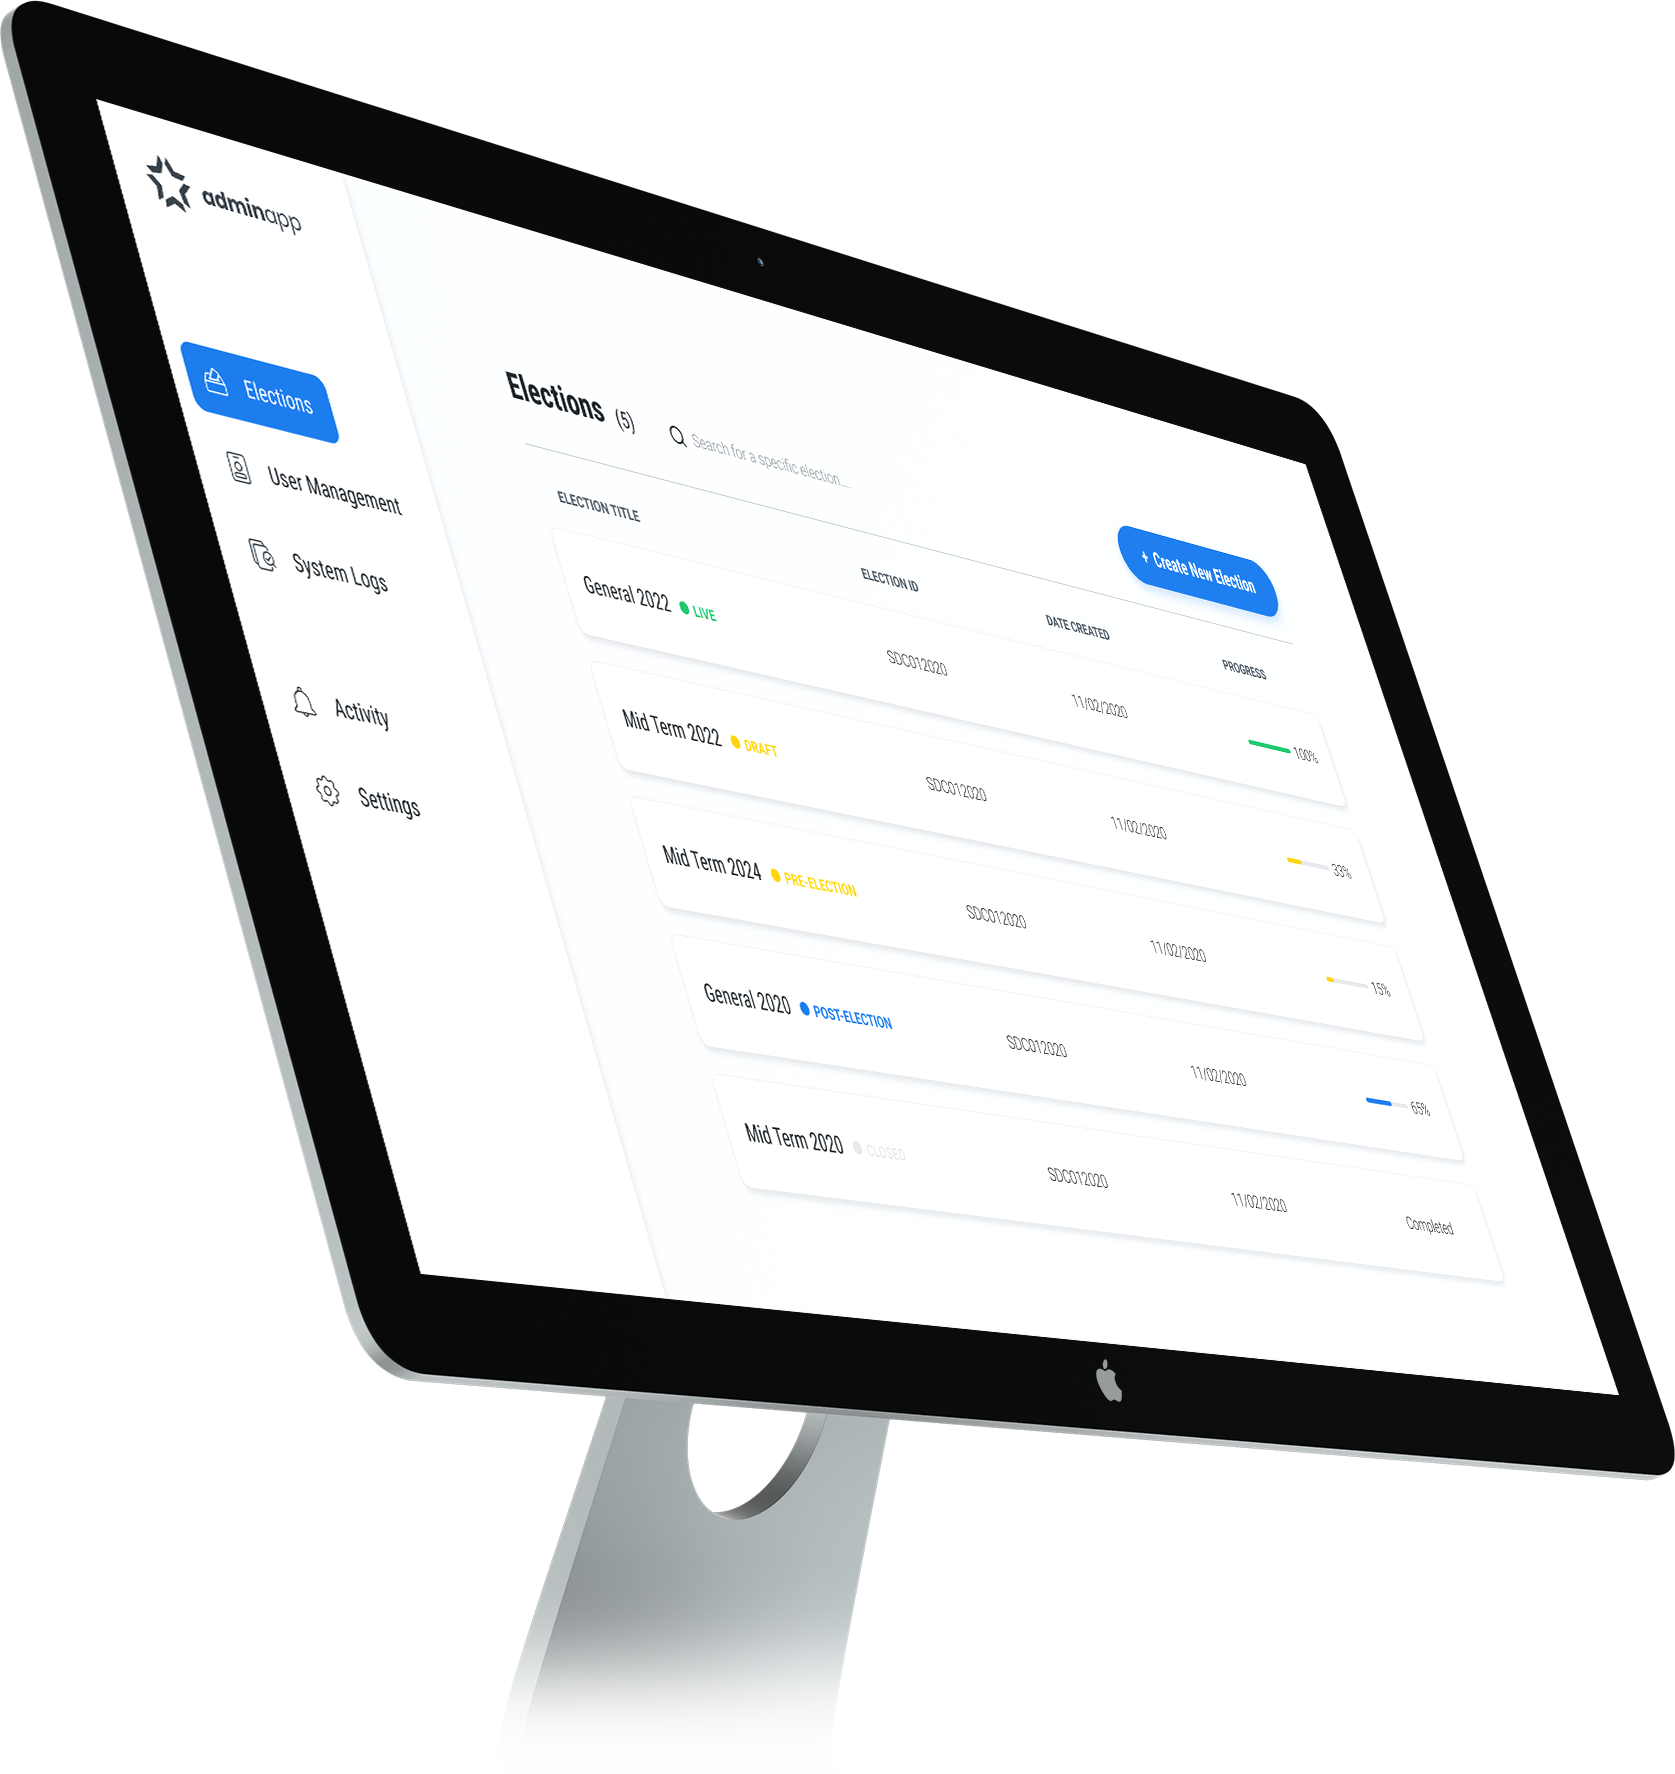 adminapp
Elections
User Management
System Logs
Activity
Settings
Elections (5)
Search for a specific election...
+ Create New Election
ELECTION TITLE ELECTION ID DATE CREATED PROGRESS
General 2022 LIVE SDC012020 11/02/2020 100%
Mid Term 2022 DRAFT SDC012020 11/02/2020 33%
Mid Term 2024 PRE-ELECTION SDC012020 11/02/2020 15%
General 2020 POST-ELECTION SDC012020 11/02/2020 65%
Mid Term 2020 CLOSED SDC012020 11/02/2020 Completed